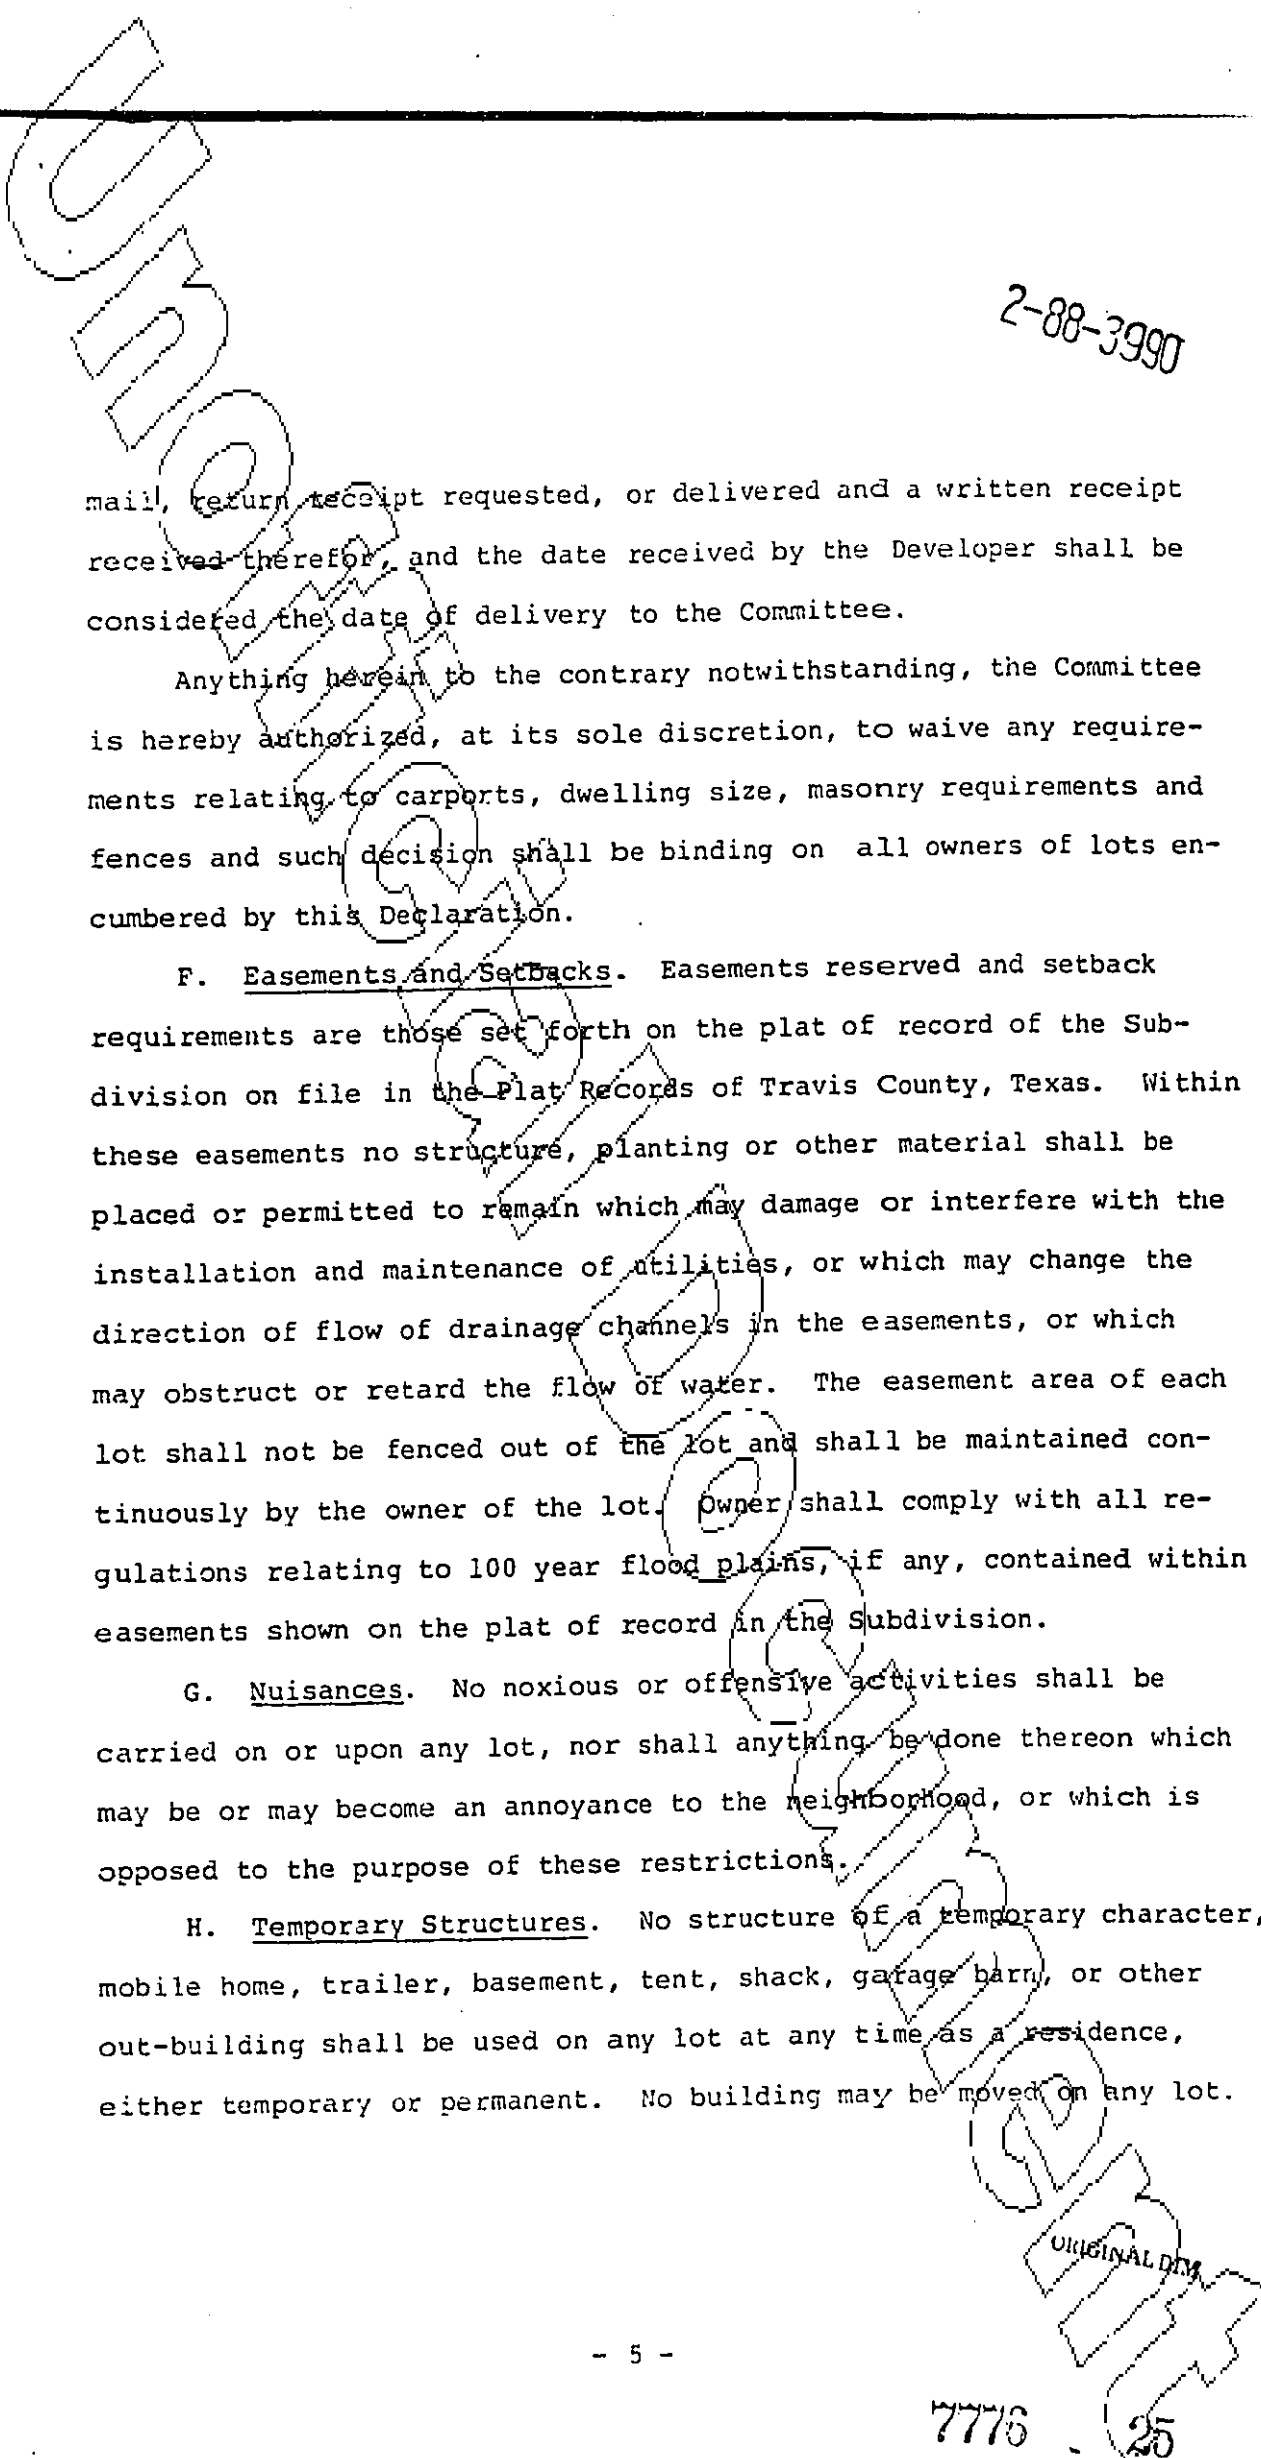 2-88-3990
mail, return receipt requested, or delivered and a written receipt
received therefor, and the date received by the Developer shall be
considered the date of delivery to the Committee.
Anything herein to the contrary notwithstanding, the Committee
is hereby authorized, at its sole discretion, to waive any require-
ments relating to carports, dwelling size, masonry requirements and
fences and such decision shall be binding on all owners of lots en-
cumbered by this Declaration.
F. Easements and Setbacks. Easements reserved and setback
requirements are those set forth on the plat of record of the Sub-
division on file in the Plat Records of Travis County, Texas. Within
these easements no structure, planting or other material shall be
placed or permitted to remain which may damage or interfere with the
installation and maintenance of utilities, or which may change the
direction of flow of drainage channels in the easements, or which
may obstruct or retard the flow of water. The easement area of each
lot shall not be fenced out of the lot and shall be maintained con-
tinuously by the owner of the lot. Owner shall comply with all re-
gulations relating to 100 year flood plains, if any, contained within
easements shown on the plat of record in the Subdivision.
G. Nuisances. No noxious or offensive activities shall be
carried on or upon any lot, nor shall anything be done thereon which
may be or may become an annoyance to the neighborhood, or which is
opposed to the purpose of these restrictions.
H. Temporary Structures. No structure of a temporary character,
mobile home, trailer, basement, tent, shack, garage barn, or other
out-building shall be used on any lot at any time as a residence,
either temporary or permanent. No building may be moved on any lot.
ORIGINAL DIM
- 5 -
7776 25
Unofficial Document